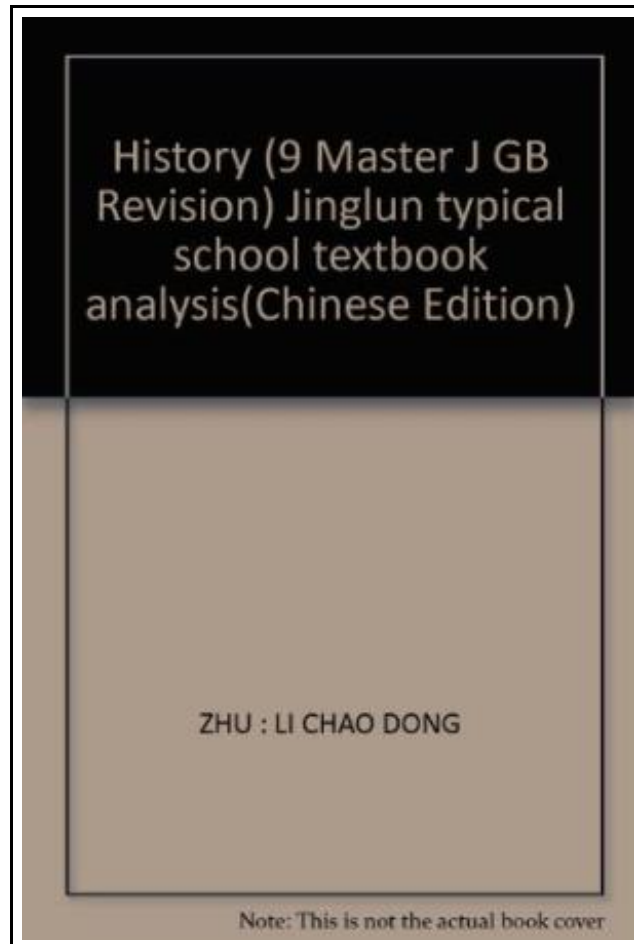 History (9 Master J GB
Revision) Jinglun typical
school textbook
analysis(Chinese Edition)
ZHU : LI CHAO DONG
Note: This is not the actual book cover